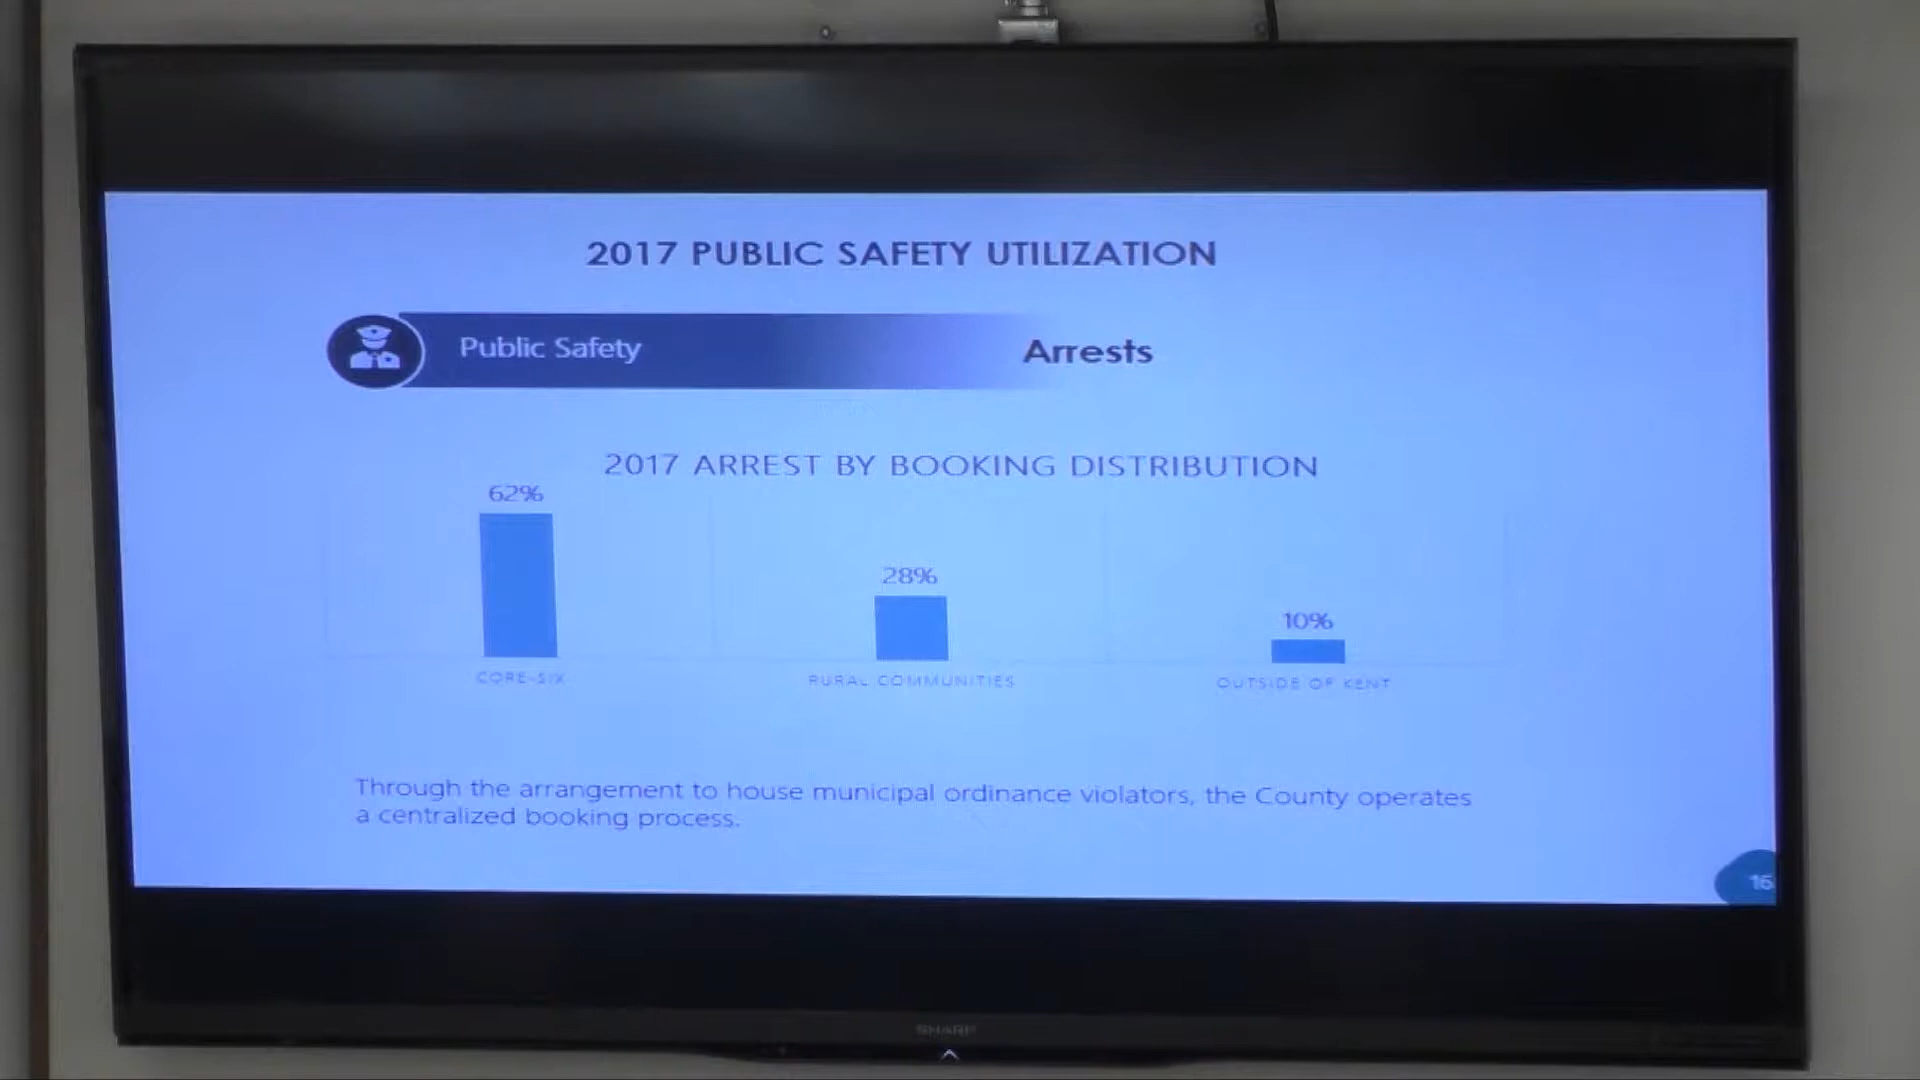 2017 PUBLIC SAFETY UTILIZATION
Public Safety
Arrests
2017 ARREST BY BOOKING DISTRIBUTION
62%
28%
10%
CORE-SIX
RURAL COMMUNITIES
OUTSIDE OF KENT
Through the arrangement to house municipal ordinance violators, the County operates
a centralized booking process.
16
SHARP